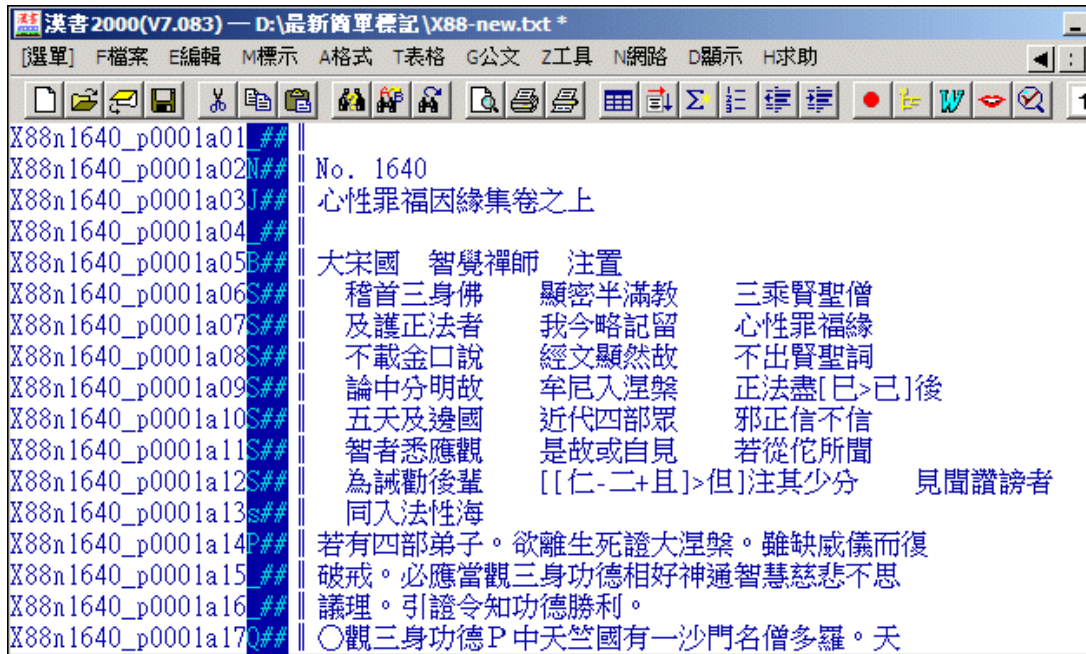 漢書2000(V7.083) — D:\最新簡單標記\X88-new.txt *
[選單] F檔案 E編輯 M標示 A格式 T表格 G公文 Z工具 N網路 D顯示 H求助
X88n1640_p0001a01_##║
X88n1640_p0001a02N##║No. 1640
X88n1640_p0001a03J##║心性罪福因緣集卷之上
X88n1640_p0001a04_##║
X88n1640_p0001a05B##║大宋國　智覺禪師　注置
X88n1640_p0001a06S##║　稽首三身佛　　顯密半滿教　　三乘賢聖僧
X88n1640_p0001a07S##║　及護正法者　　我今略記留　　心性罪福緣
X88n1640_p0001a08S##║　不載金口說　　經文顯然故　　不出賢聖詞
X88n1640_p0001a09S##║　論中分明故　　牟尼入涅槃　　正法盡[巳>已]後
X88n1640_p0001a10S##║　五天及邊國　　近代四部眾　　邪正信不信
X88n1640_p0001a11S##║　智者悉應觀　　是故或自見　　若從佗所聞
X88n1640_p0001a12S##║　為誡勸後輩　　[[仁-二+且]>但]注其少分　　見聞讚謗者
X88n1640_p0001a13s##║　同入法性海
X88n1640_p0001a14P##║若有四部弟子。欲離生死證大涅槃。雖缺威儀而復
X88n1640_p0001a15_##║破戒。必應當觀三身功德相好神通智慧慈悲不思
X88n1640_p0001a16_##║議理。引證令知功德勝利。
X88n1640_p0001a17Q##║○觀三身功德P中天竺國有一沙門名僧多羅。天